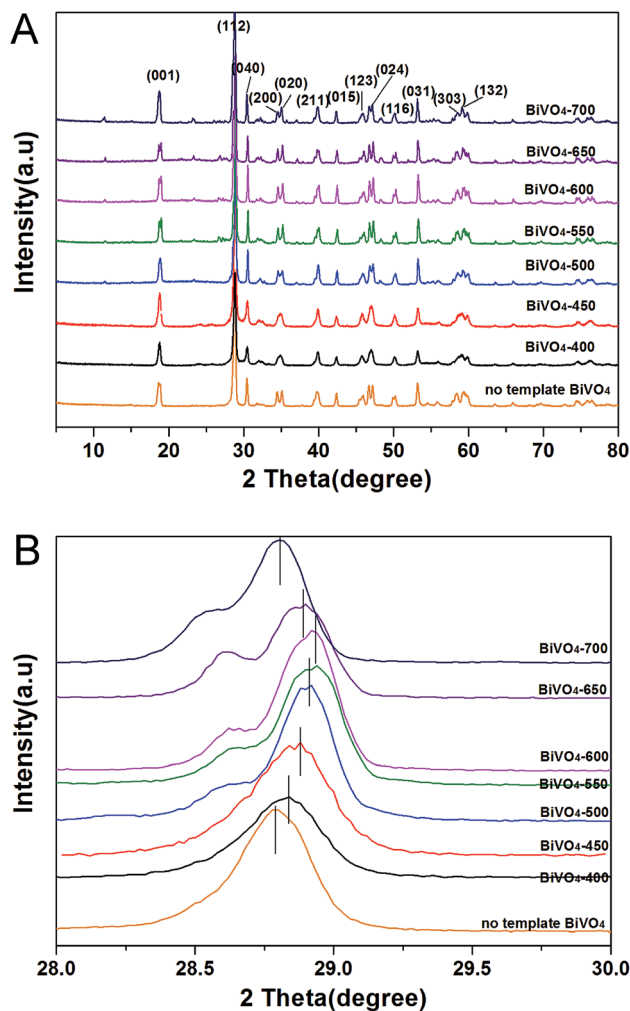 A
(112)
(001)
(040)
(200)
(020)
(211)
(015)
(123)
(024)
(116)
(031)
(303)
(132)
BiVO₄-700
BiVO₄-650
BiVO₄-600
BiVO₄-550
BiVO₄-500
BiVO₄-450
BiVO₄-400
no template BiVO₄
Intensity(a.u)
10 20 30 40 50 60 70 80
2 Theta(degree)
B
BiVO₄-700
BiVO₄-650
BiVO₄-600
BiVO₄-550
BiVO₄-500
BiVO₄-450
BiVO₄-400
no template BiVO₄
Intensity(a.u)
28.0 28.5 29.0 29.5 30.0
2 Theta(degree)